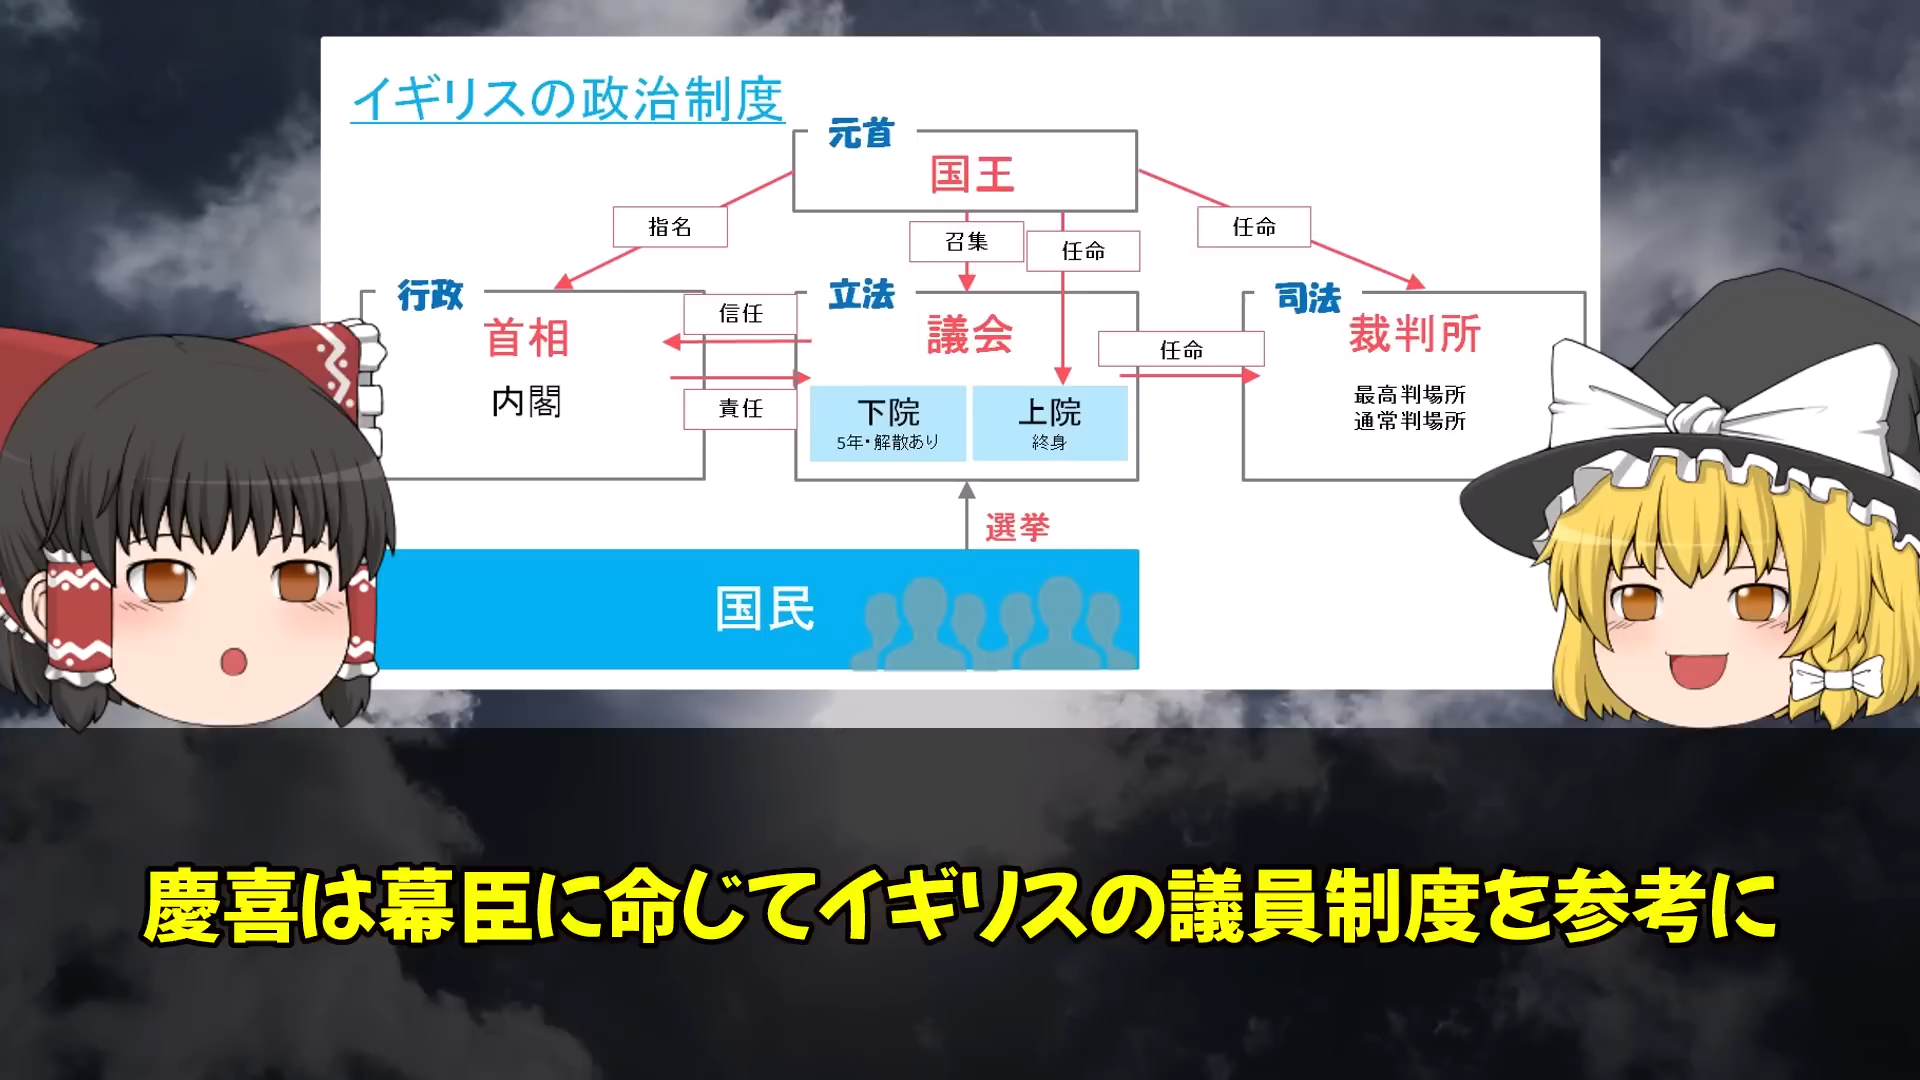 イギリスの政治制度
元首
国王
指名
召集
任命
任命
行政
首相
内閣
信任
責任
立法
議会
下院
5年・解散あり
上院
終身
任命
司法
裁判所
最高判場所
通常判場所
選挙
国民
慶喜は幕臣に命じてイギリスの議員制度を参考に